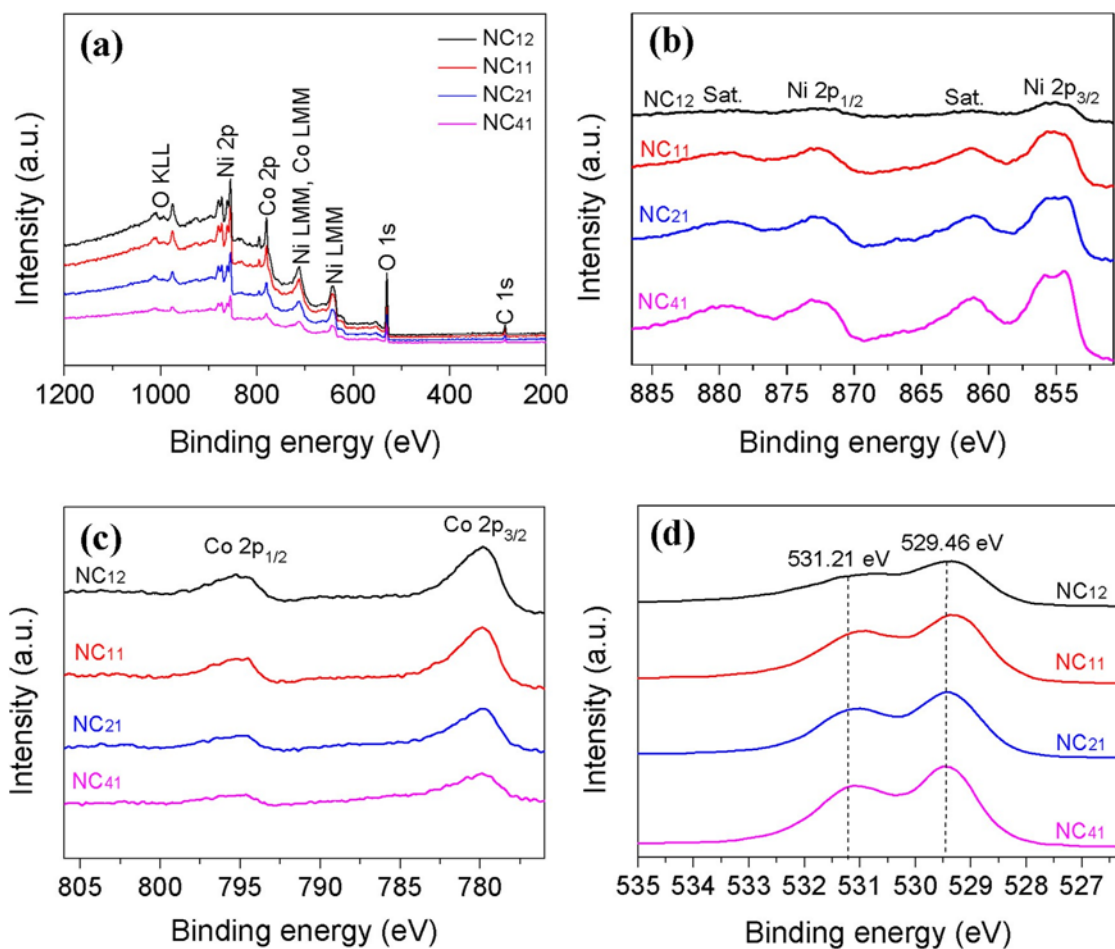 (a)
NC12
NC11
NC21
NC41
O KLL
Ni 2p
Co 2p
Ni LMM, Co LMM
Ni LMM
O 1s
C 1s
Intensity (a.u.)
1200 1000 800 600 400 200
Binding energy (eV)
(b)
NC12 Sat. Ni 2p1/2 Sat. Ni 2p3/2
NC11
NC21
NC41
Intensity (a.u.)
885 880 875 870 865 860 855
Binding energy (eV)
(c)
Co 2p1/2 Co 2p3/2
NC12
NC11
NC21
NC41
Intensity (a.u.)
805 800 795 790 785 780
Binding energy (eV)
(d)
531.21 eV 529.46 eV
NC12
NC11
NC21
NC41
Intensity (a.u.)
535 534 533 532 531 530 529 528 527
Binding energy (eV)